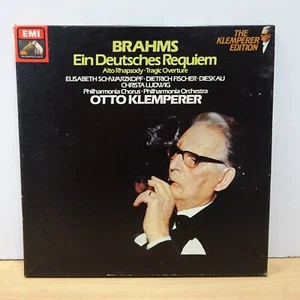 EMI
THE
KLEMPERER
EDITION
BRAHMS
Ein Deutsches Requiem
Alto Rhapsody · Tragic Overture
ELISABETH SCHWARZKOPF · DIETRICH FISCHER - DIESKAU
CHRISTA LUDWIG
Philharmonia Chorus · Philharmonia Orchestra
OTTO KLEMPERER